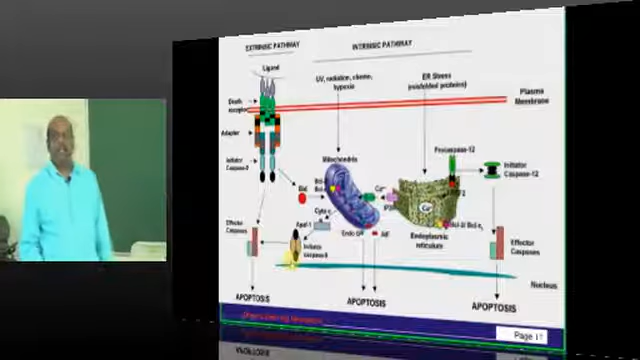 EXTRINSIC PATHWAY
INTRINSIC PATHWAY
Ligand
UV, radiation, chemo,
hypoxia
ER Stress
(misfolded proteins)
Death
receptor
Plasma
Membrane
Adapter
Procaspase-12
Initiator
Caspase-8
Mitochondria
Initiator
Caspase-12
Bid
Ca
Cyto c
Apaf-1
Endo G
AIF
Effector
Caspases
Initiator
Caspase-9
Endoplasmic
reticulum
Effector
Caspases
Nucleus
APOPTOSIS
APOPTOSIS
APOPTOSIS
Page 17